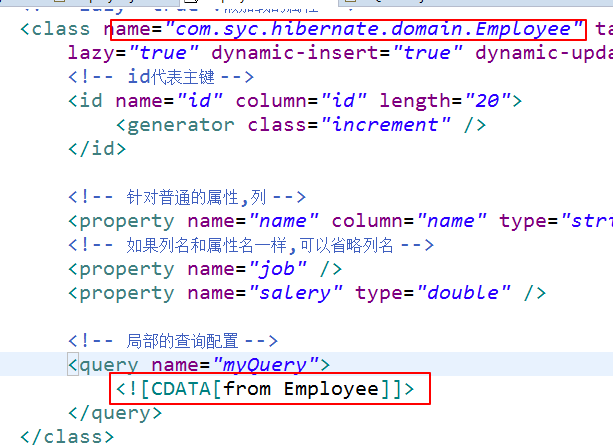 <class name="com.syc.hibernate.domain.Employee" ta
lazy="true" dynamic-insert="true" dynamic-upda
<!-- id代表主键 -->
<id name="id" column="id" length="20">
<generator class="increment" />
</id>
<!-- 针对普通的属性,列 -->
<property name="name" column="name" type="stri
<!-- 如果列名和属性名一样,可以省略列名 -->
<property name="job" />
<property name="salery" type="double" />
<!-- 局部的查询配置 -->
<query name="myQuery">
<![CDATA[from Employee]]>
</query>
</class>